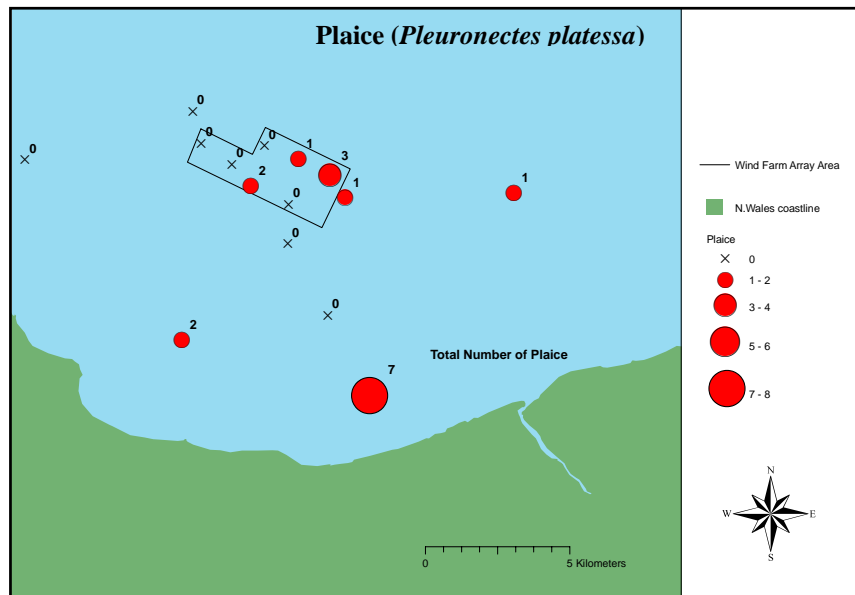 Plaice (Pleuronectes platessa)
0
0
0
0
0
1
3
2
1
0
1
0
0
2
Total Number of Plaice
7
0
5 Kilometers
Wind Farm Array Area
N.Wales coastline
Plaice
0
1 - 2
3 - 4
5 - 6
7 - 8
N
W
E
S